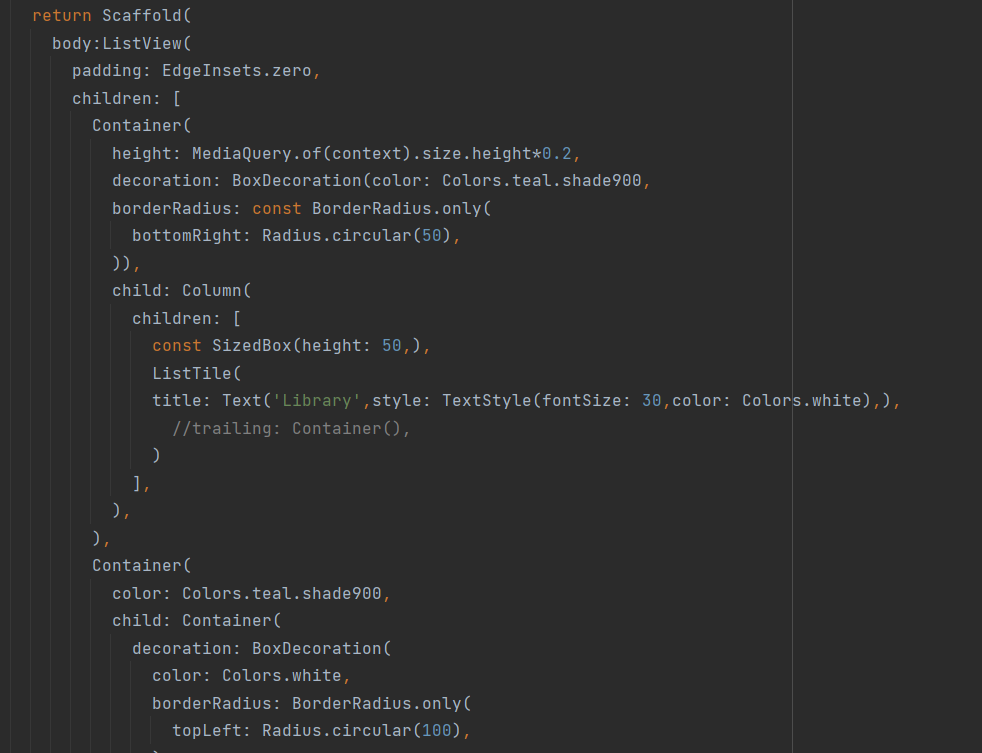 return Scaffold(
body:ListView(
padding: EdgeInsets.zero,
children: [
Container(
height: MediaQuery.of(context).size.height*0.2,
decoration: BoxDecoration(color: Colors.teal.shade900,
borderRadius: const BorderRadius.only(
bottomRight: Radius.circular(50),
)),
child: Column(
children: [
const SizedBox(height: 50,),
ListTile(
title: Text('Library',style: TextStyle(fontSize: 30,color: Colors.white),),
//trailing: Container(),
)
],
),
),
Container(
color: Colors.teal.shade900,
child: Container(
decoration: BoxDecoration(
color: Colors.white,
borderRadius: BorderRadius.only(
topLeft: Radius.circular(100),